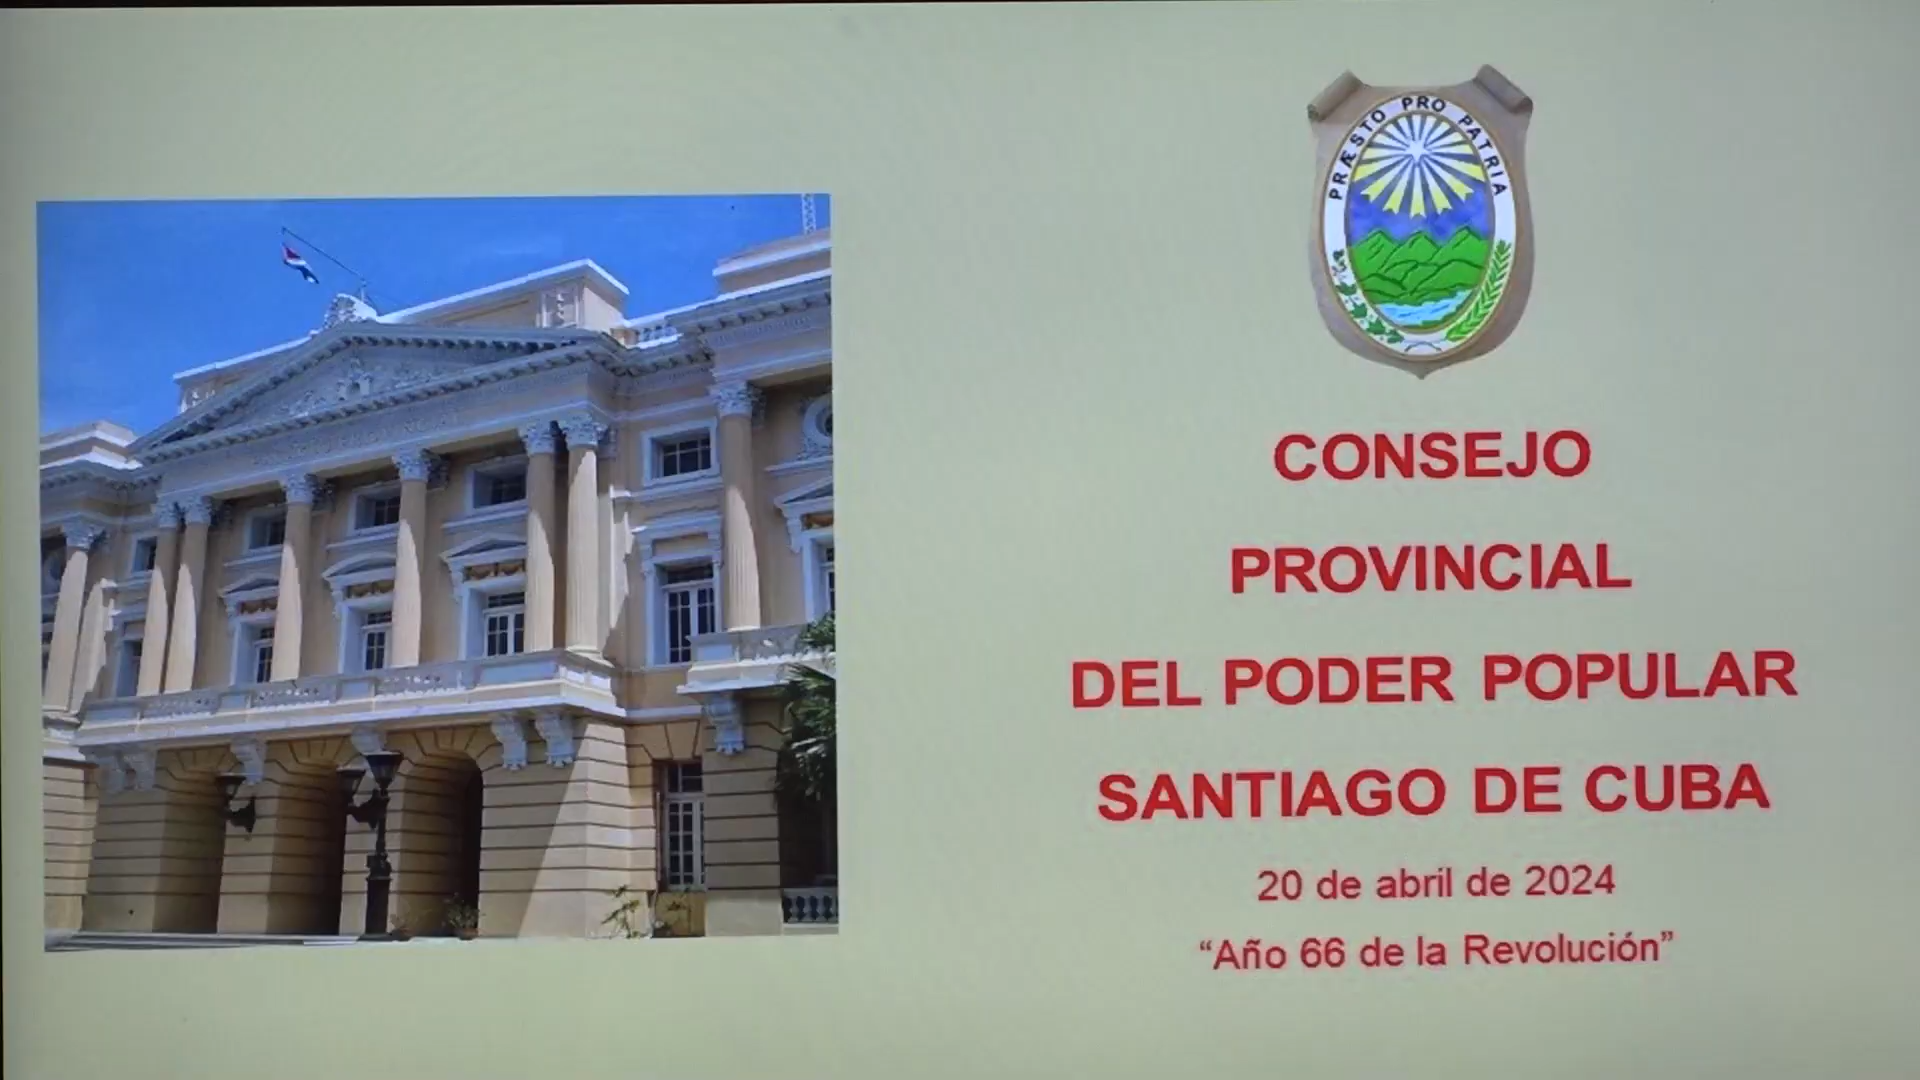 PRÆSTO PRO PATRIA
CONSEJO
PROVINCIAL
DEL PODER POPULAR
SANTIAGO DE CUBA
20 de abril de 2024
“Año 66 de la Revolución”